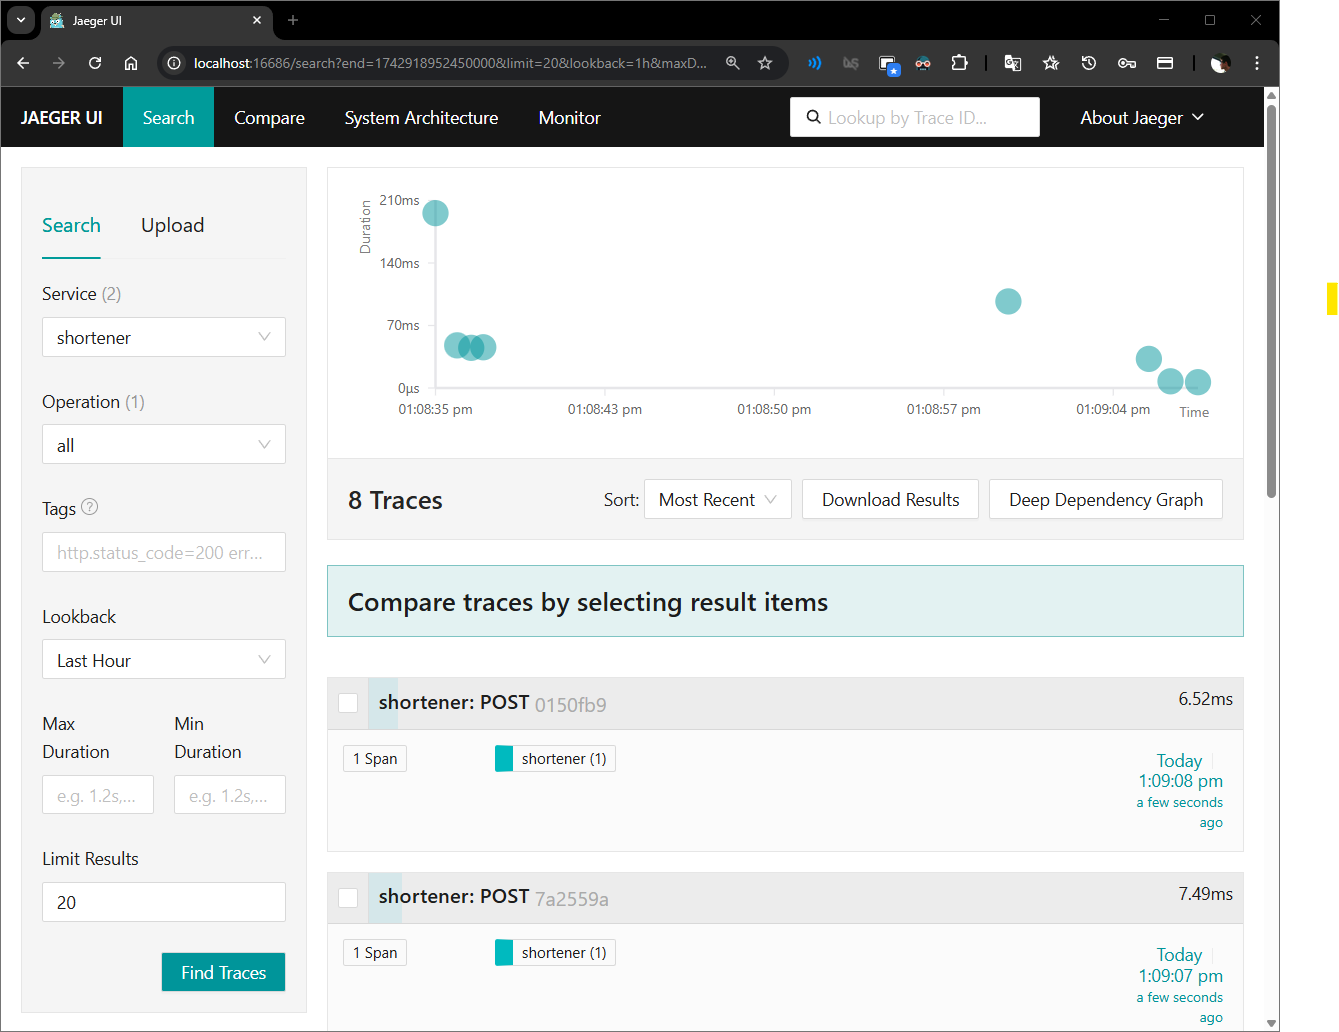 Jaeger UI
localhost:16686/search?end=1742918952450000&limit=20&lookback=1h&maxD...
JAEGER UI
Search
Compare
System Architecture
Monitor
Lookup by Trace ID...
About Jaeger
Search
Upload
Service (2)
shortener
Operation (1)
all
Tags ?
http.status_code=200 err...
Lookback
Last Hour
Max Duration
Min Duration
e.g. 1.2s,...
e.g. 1.2s,...
Limit Results
20
Find Traces
Duration
210ms
140ms
70ms
0µs
01:08:35 pm
01:08:43 pm
01:08:50 pm
01:08:57 pm
01:09:04 pm
Time
8 Traces
Sort:
Most Recent
Download Results
Deep Dependency Graph
Compare traces by selecting result items
shortener: POST 0150fb9
6.52ms
1 Span
shortener (1)
Today
1:09:08 pm
a few seconds
ago
shortener: POST 7a2559a
7.49ms
1 Span
shortener (1)
Today
1:09:07 pm
a few seconds
ago